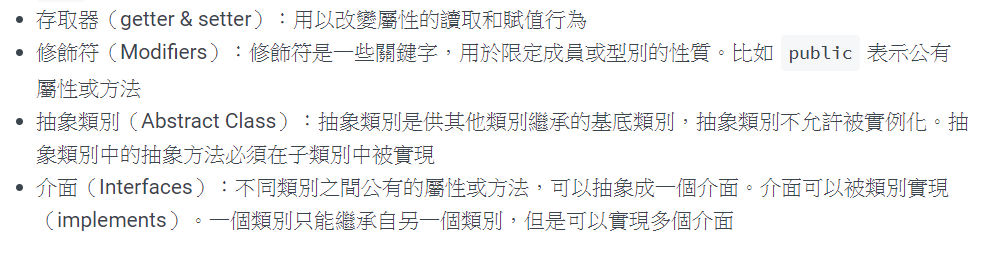 存取器（getter & setter）：用以改變屬性的讀取和賦值行為
修飾符（Modifiers）：修飾符是一些關鍵字，用於限定成員或型別的性質。比如 public 表示公有
屬性或方法
抽象類別（Abstract Class）：抽象類別是供其他類別繼承的基底類別，抽象類別不允許被實例化。抽
象類別中的抽象方法必須在子類別中被實現
介面（Interfaces）：不同類別之間公有的屬性或方法，可以抽象成一個介面。介面可以被類別實現
（implements）。一個類別只能繼承自另一個類別，但是可以實現多個介面